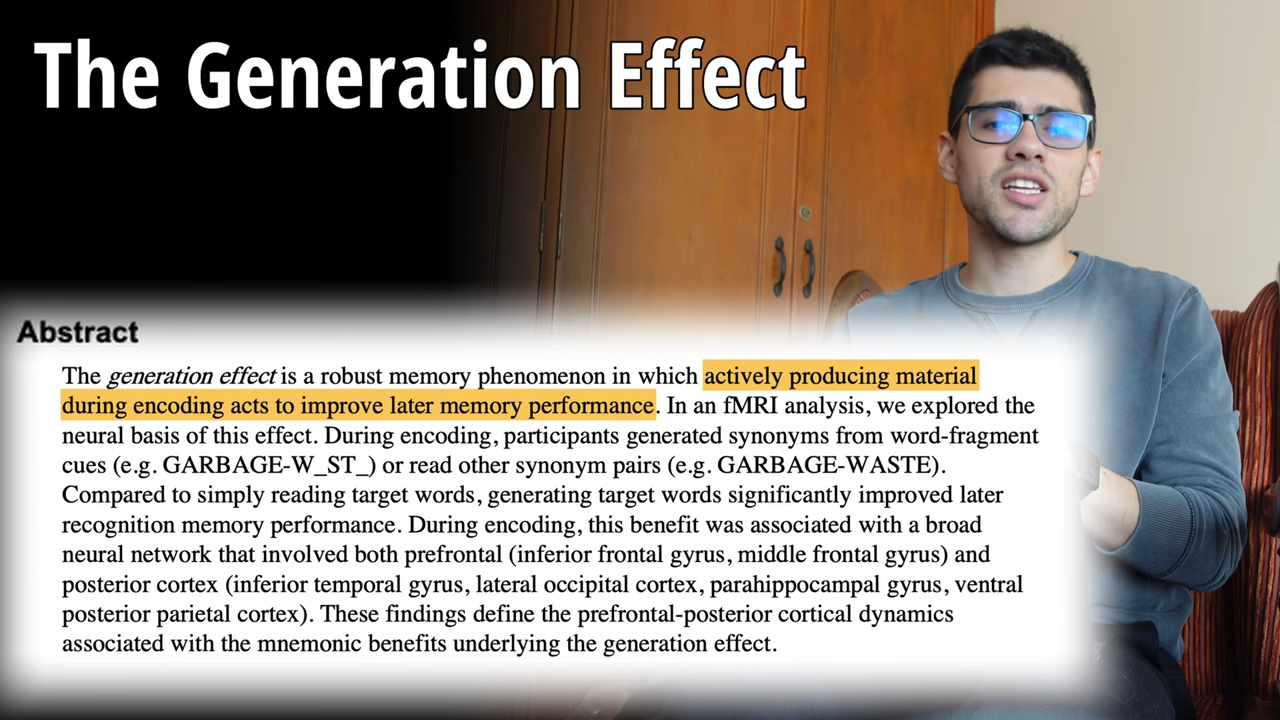 The Generation Effect
Abstract
The generation effect is a robust memory phenomenon in which actively producing material
during encoding acts to improve later memory performance. In an fMRI analysis, we explored the
neural basis of this effect. During encoding, participants generated synonyms from word-fragment
cues (e.g. GARBAGE-W_ST_) or read other synonym pairs (e.g. GARBAGE-WASTE).
Compared to simply reading target words, generating target words significantly improved later
recognition memory performance. During encoding, this benefit was associated with a broad
neural network that involved both prefrontal (inferior frontal gyrus, middle frontal gyrus) and
posterior cortex (inferior temporal gyrus, lateral occipital cortex, parahippocampal gyrus, ventral
posterior parietal cortex). These findings define the prefrontal-posterior cortical dynamics
associated with the mnemonic benefits underlying the generation effect.